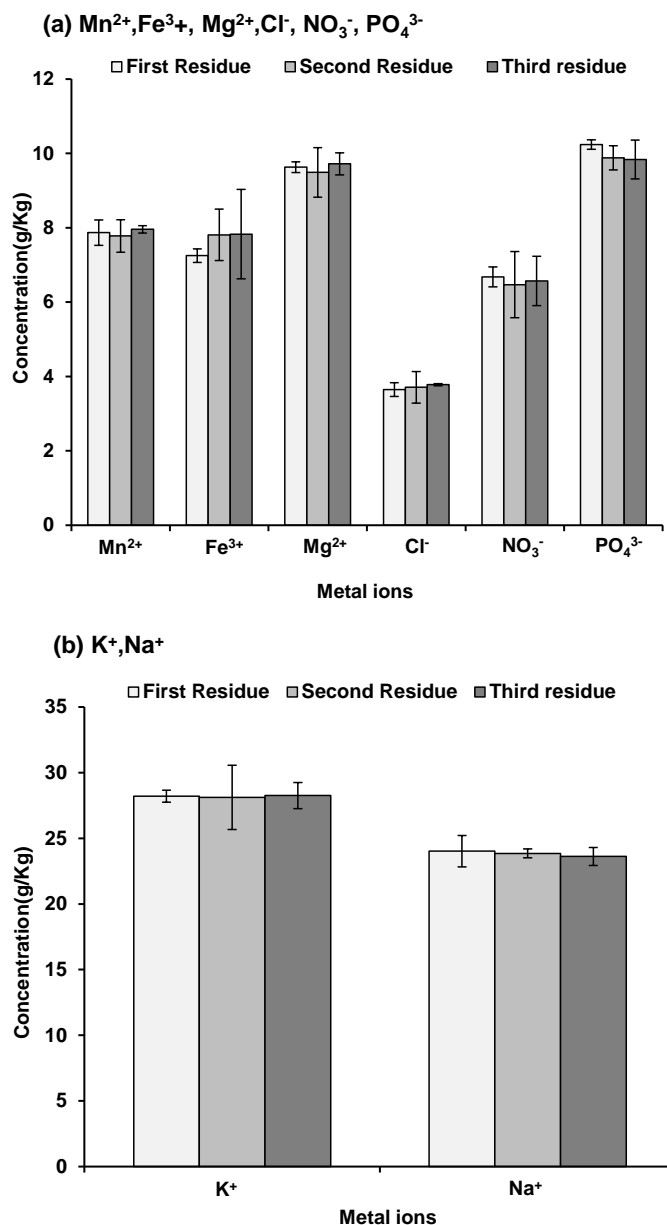 (a) Mn²⁺,Fe³+, Mg²⁺,Cl⁻, NO₃⁻, PO₄³⁻
First Residue Second Residue Third residue
12
10
8
6
4
2
0
Concentration(g/Kg)
Mn²⁺ Fe³⁺ Mg²⁺ Cl⁻ NO₃⁻ PO₄³⁻
Metal ions
(b) K⁺,Na⁺
First Residue Second Residue Third residue
35
30
25
20
15
10
5
0
Concentration(g/Kg)
K⁺ Na⁺
Metal ions